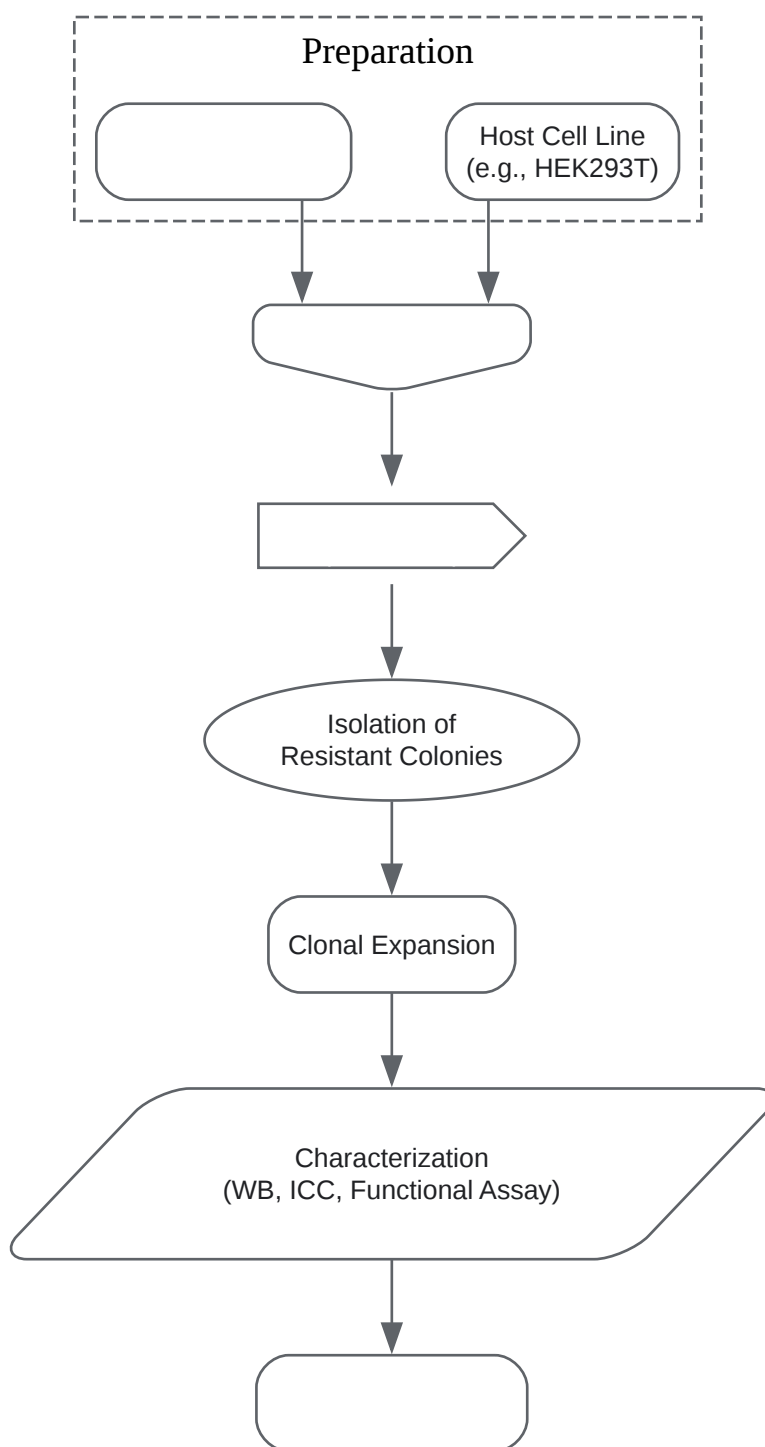 Preparation
Host Cell Line
(e.g., HEK293T)
Isolation of
Resistant Colonies
Clonal Expansion
Characterization
(WB, ICC, Functional Assay)